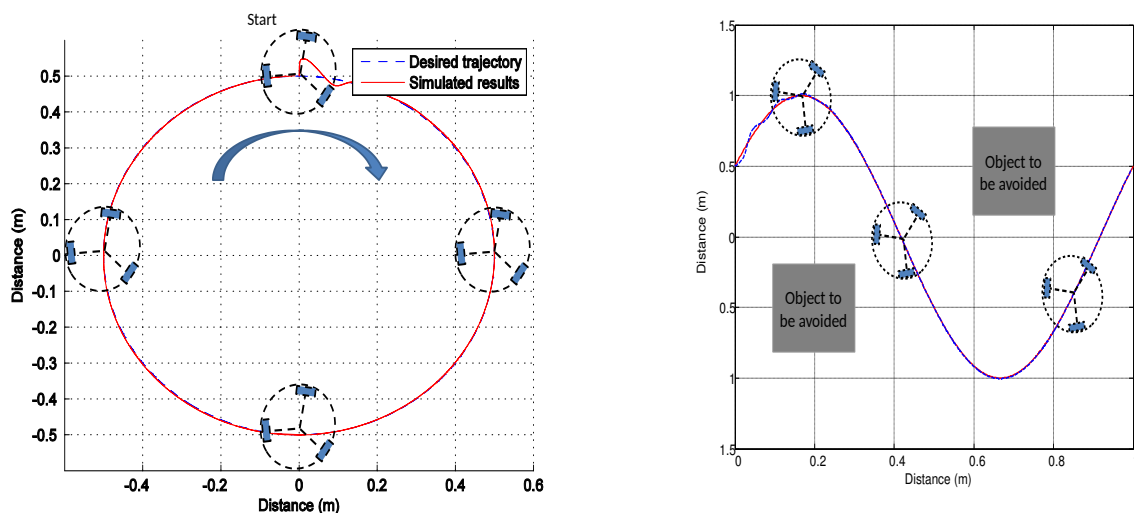 Start
Desired trajectory
Simulated results
0.5
0.4
0.3
0.2
0.1
0
-0.1
-0.2
-0.3
-0.4
-0.5
Distance (m)
-0.4
-0.2
0
0.2
0.4
0.6
Distance (m)
1.5
1
0.5
0
0.5
1
1.5
Distance (m)
Object to
be avoided
Object to
be avoided
0
0.2
0.4
0.6
0.8
Distance (m)